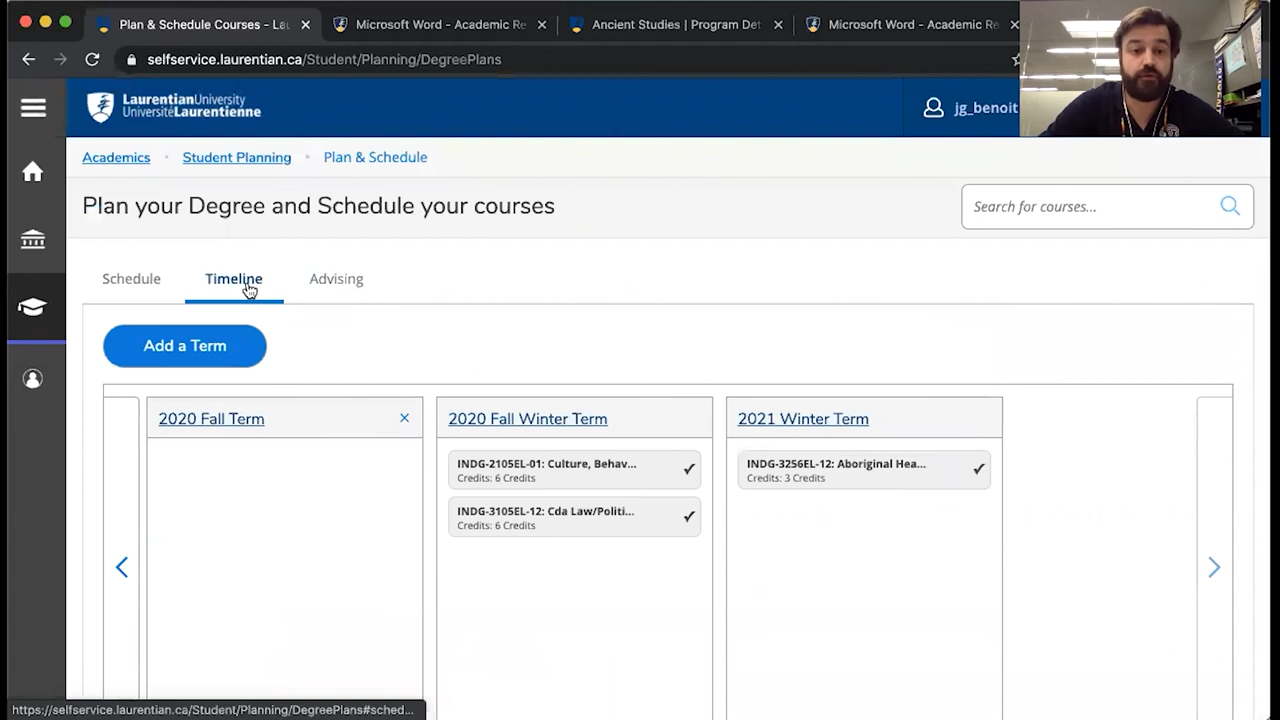 Plan & Schedule Courses - Lau
Microsoft Word - Academic Re
Ancient Studies | Program Det
Microsoft Word - Academic Re
selfservice.laurentian.ca/Student/Planning/DegreePlans
LaurentianUniversity
UniversitéLaurentienne
jg_benoit
Academics
Student Planning
Plan & Schedule
Plan your Degree and Schedule your courses
Search for courses...
Schedule
Timeline
Advising
Add a Term
2020 Fall Term
2020 Fall Winter Term
2021 Winter Term
INDG-2105EL-01: Culture, Behav...
Credits: 6 Credits
INDG-3105EL-12: Cda Law/Politi...
Credits: 6 Credits
INDG-3256EL-12: Aboriginal Hea...
Credits: 3 Credits
https://selfservice.laurentian.ca/Student/Planning/DegreePlans#sched...